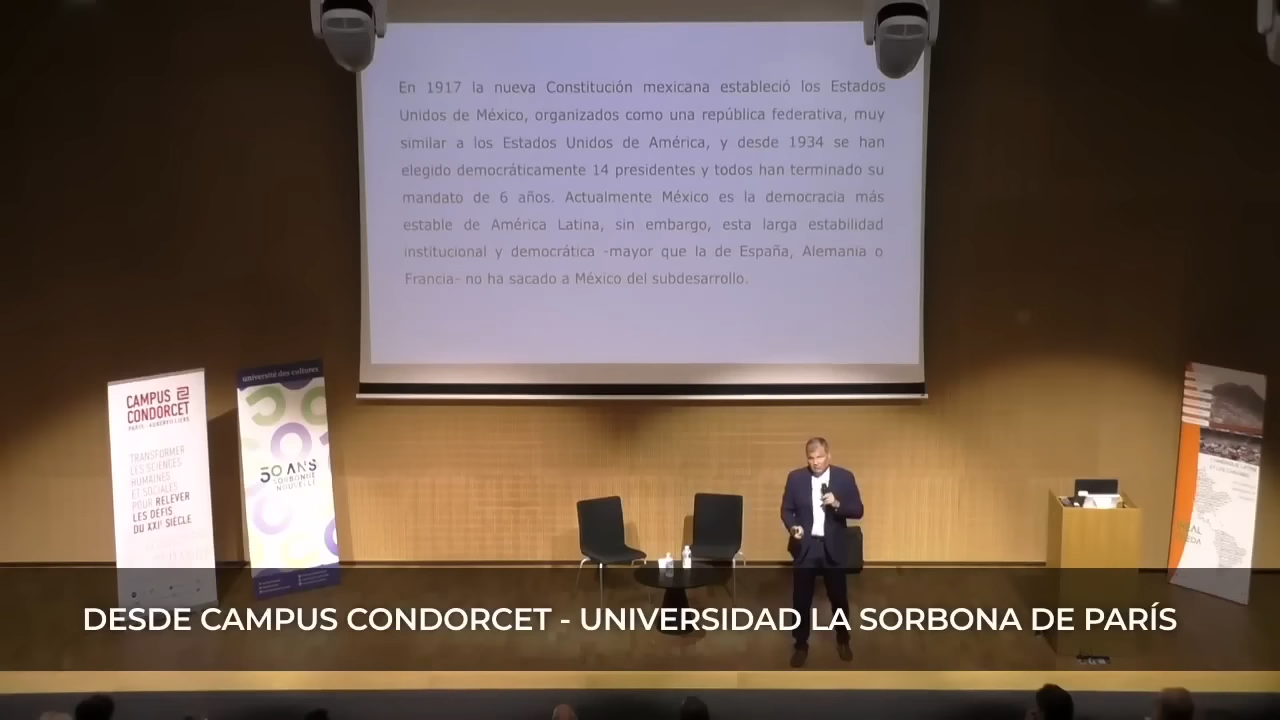 En 1917 la nueva Constitución mexicana estableció los Estados
Unidos de México, organizados como una república federativa, muy
similar a los Estados Unidos de América, y desde 1934 se han
elegido democráticamente 14 presidentes y todos han terminado su
mandato de 6 años. Actualmente México es la democracia más
estable de América Latina, sin embargo, esta larga estabilidad
institucional y democrática -mayor que la de España, Alemania o
Francia- no ha sacado a México del subdesarrollo.
CAMPUS
CONDORCET
PARIS - AUBERVILLIERS
TRANSFORMER
LES SCIENCES
HUMAINES
ET SOCIALES
POUR RELEVER
LES DÉFIS
DU XXIᵉ SIÈCLE
université des cultures
50 ANS
SORBONNE
NOUVELLE
DESDE CAMPUS CONDORCET - UNIVERSIDAD LA SORBONA DE PARÍS